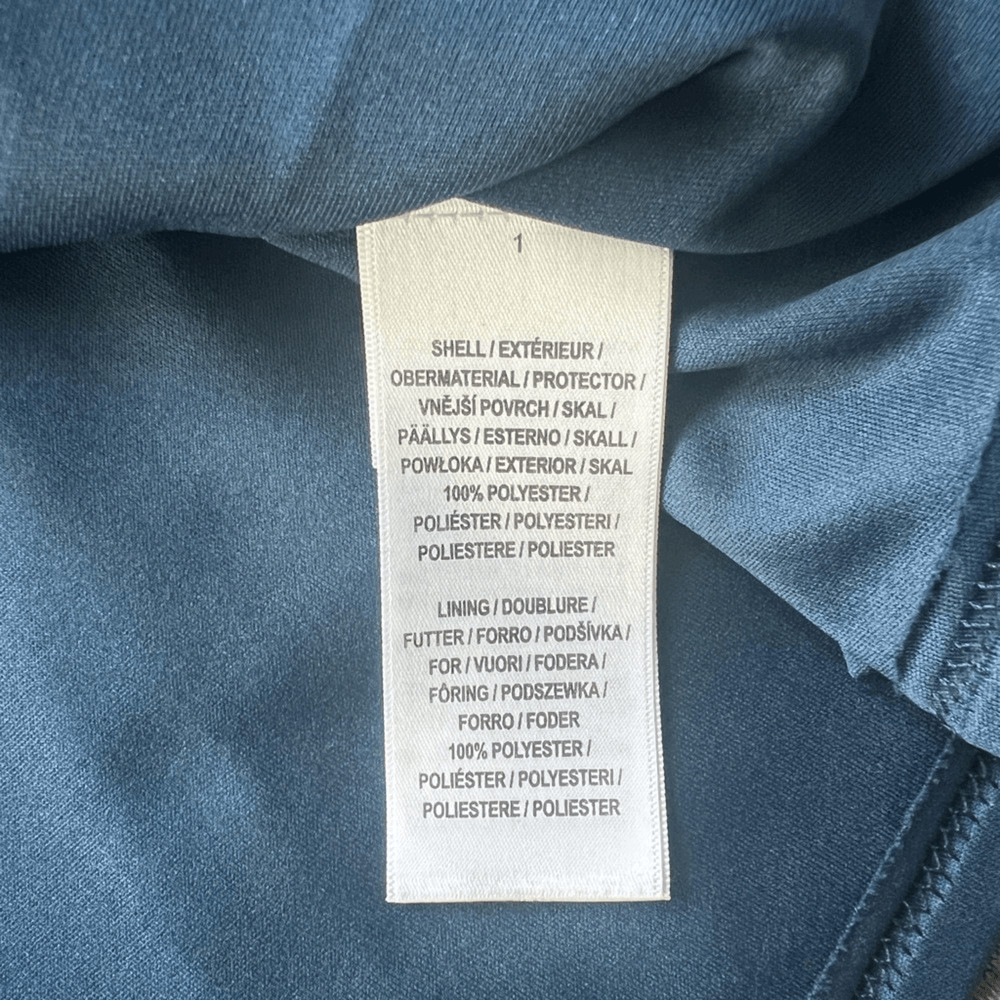 1
SHELL / EXTÉRIEUR /
OBERMATERIAL / PROTECTOR /
VNĚJŠÍ POVRCH / SKAL /
PÄÄLLYS / ESTERNO / SKALL /
POWŁOKA / EXTERIOR / SKAL
100% POLYESTER /
POLIÉSTER / POLYESTERI /
POLIESTERE / POLIESTER
LINING / DOUBLURE /
FUTTER / FORRO / PODŠÍVKA /
FOR / VUORI / FODERA /
FÔRING / PODSZEWKA /
FORRO / FODER
100% POLYESTER /
POLIÉSTER / POLYESTERI /
POLIESTERE / POLIESTER